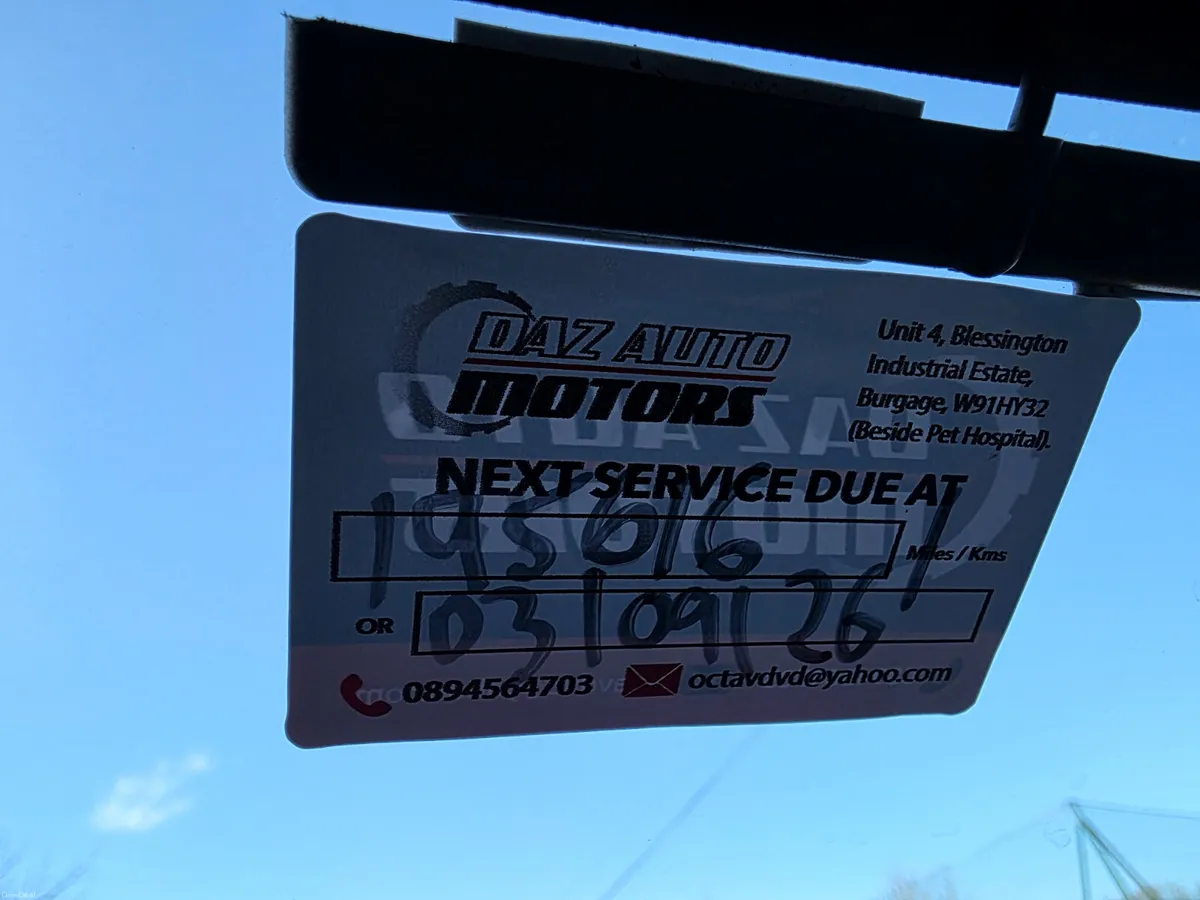 DAZ AUTO
MOTORS
Unit 4, Blessington
Industrial Estate,
Burgage, W91HY32
(Beside Pet Hospital).
NEXT SERVICE DUE AT
195616
Miles / Kms
OR
03/09/26
0894564703
octavdvd@yahoo.com